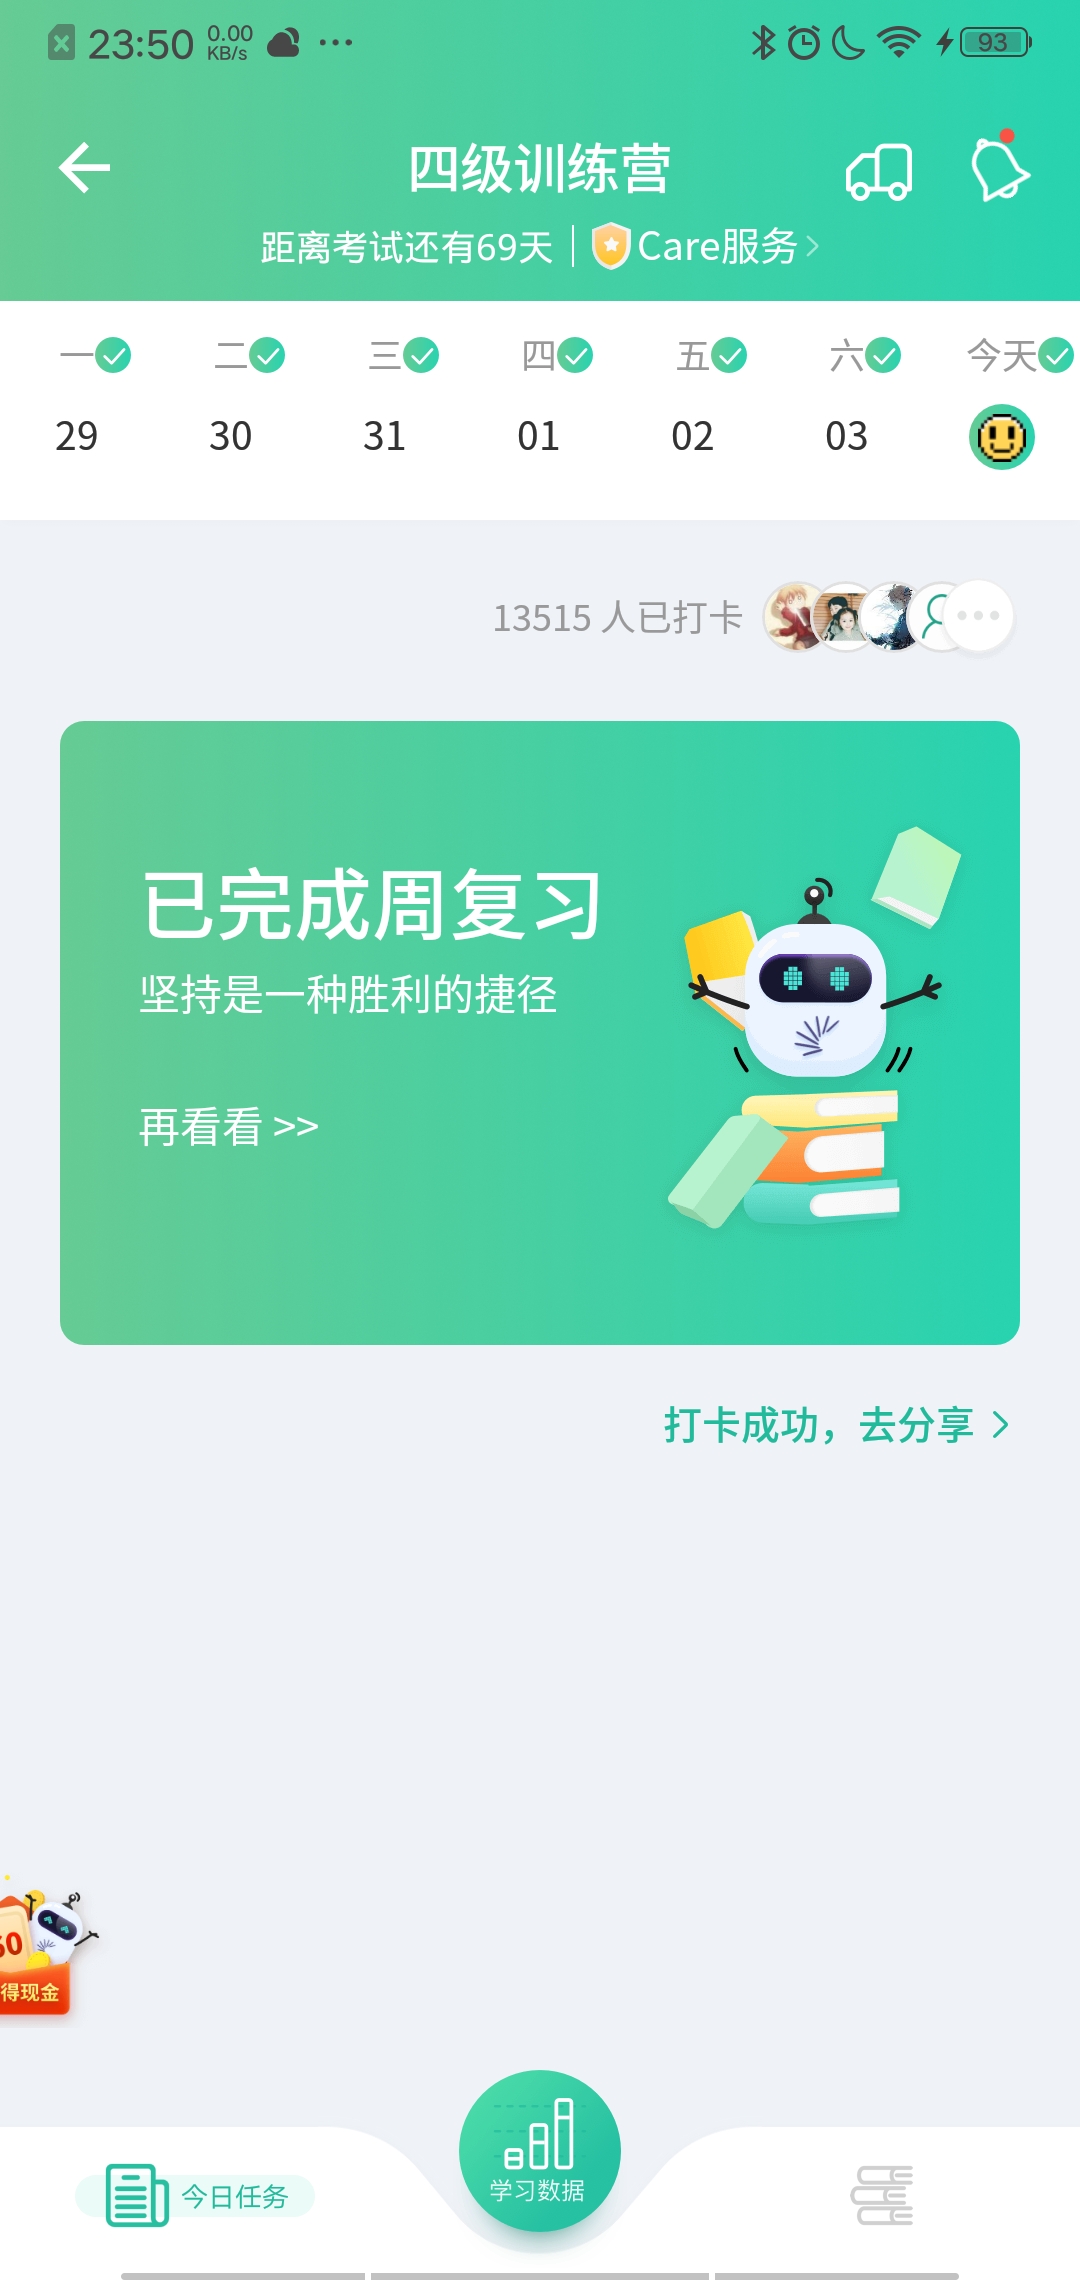 23:50 0.00 KB/s 93
四级训练营
距离考试还有69天 Care服务
一 二 三 四 五 六 今天
29 30 31 01 02 03
13515 人已打卡
已完成周复习
坚持是一种胜利的捷径
再看看 >>
打卡成功，去分享
得现金
学习数据
今日任务